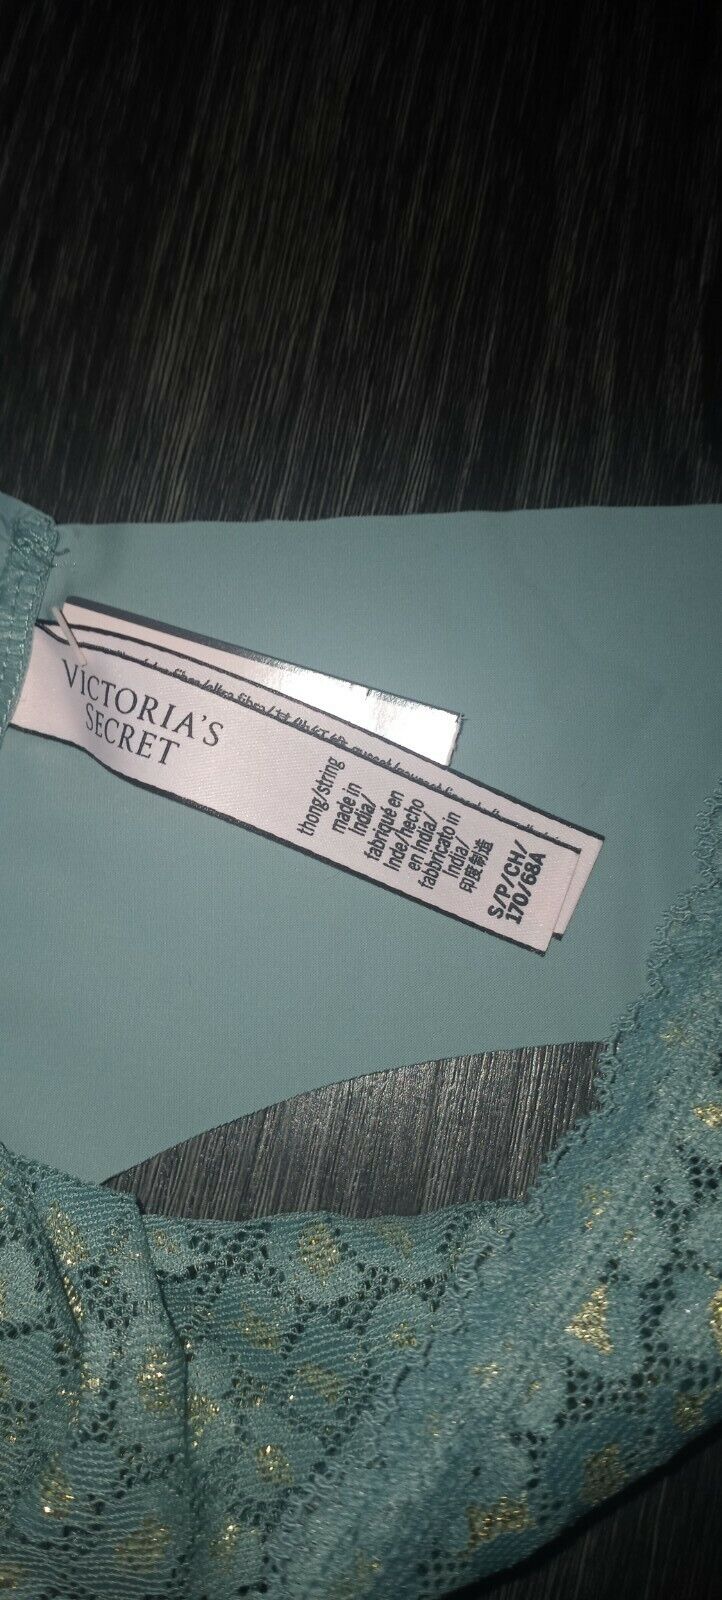 VICTORIA'S
SECRET
thong/string
made in
India/
fabriqué en
Inde/hecho
en India/
fabbricato in
India/
印度制造
S/P/CH/
170/68A